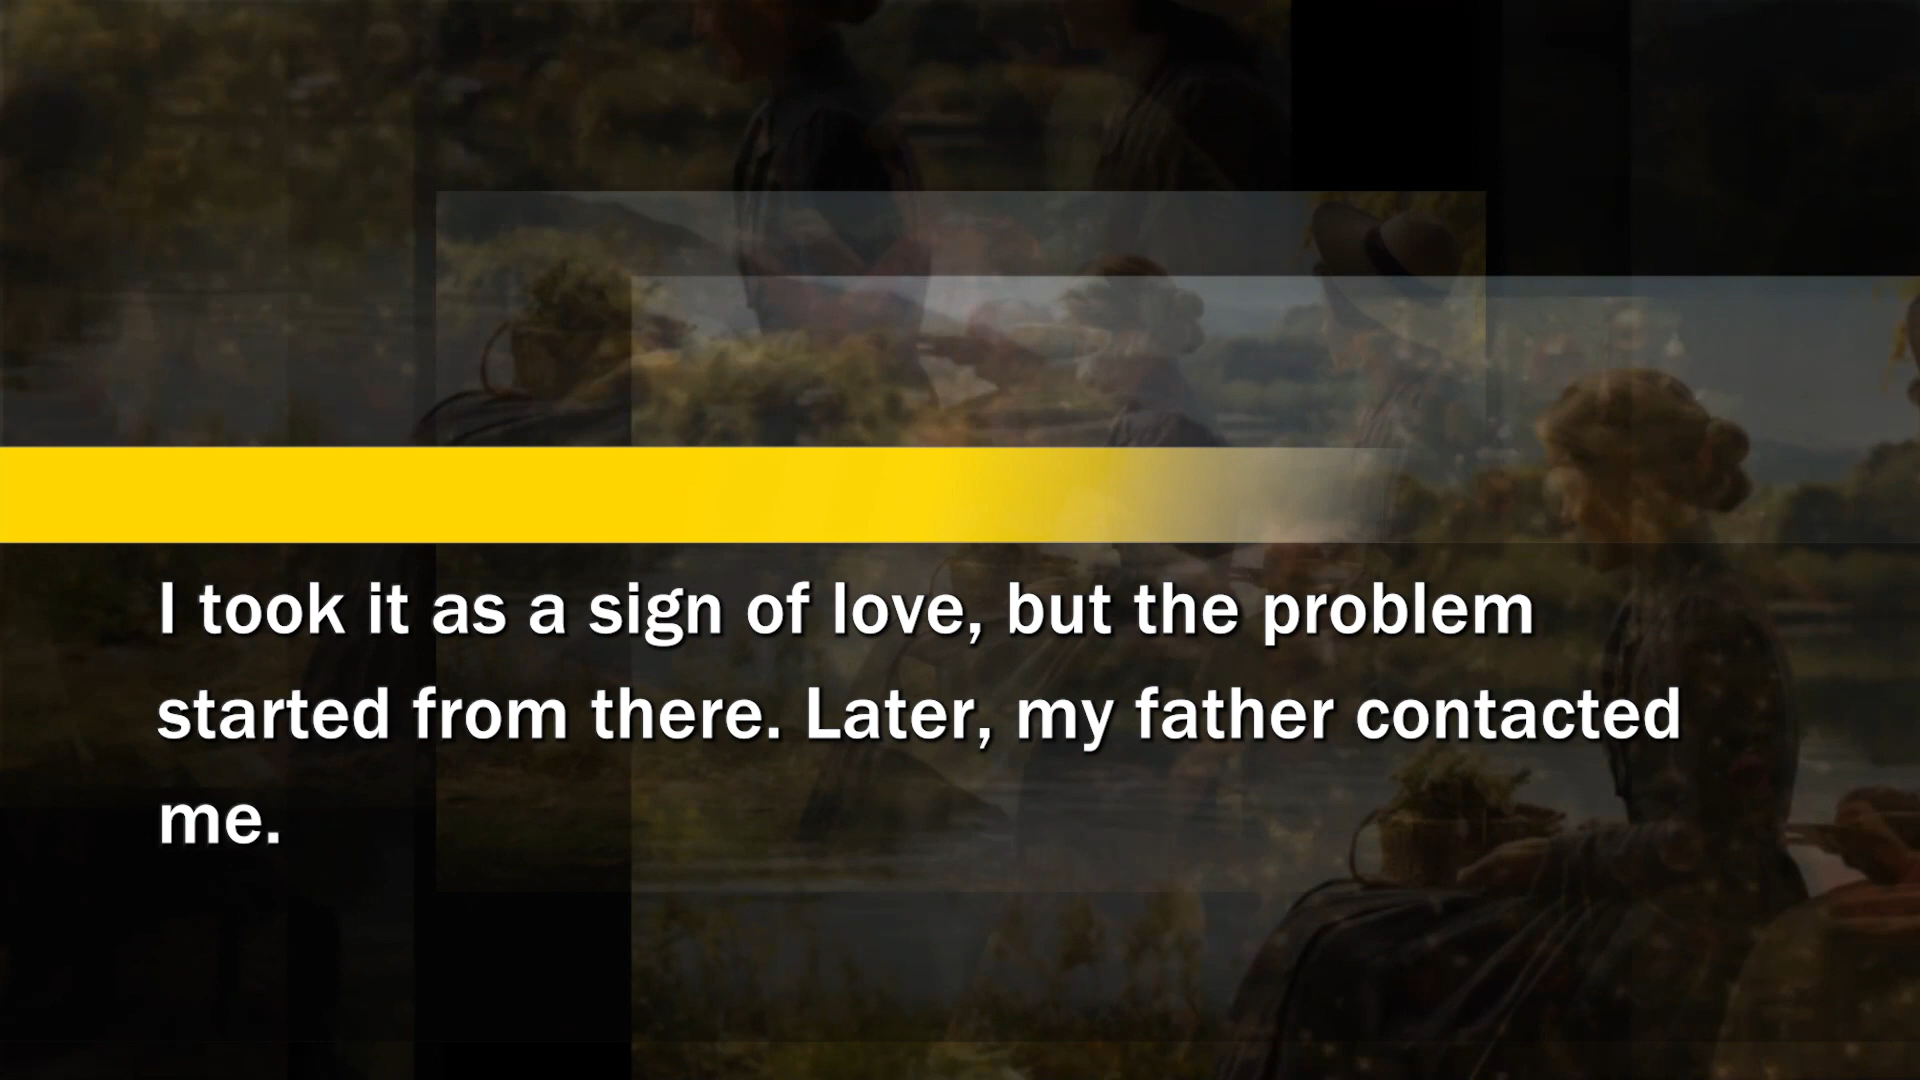 I took it as a sign of love, but the problem
started from there. Later, my father contacted
me.